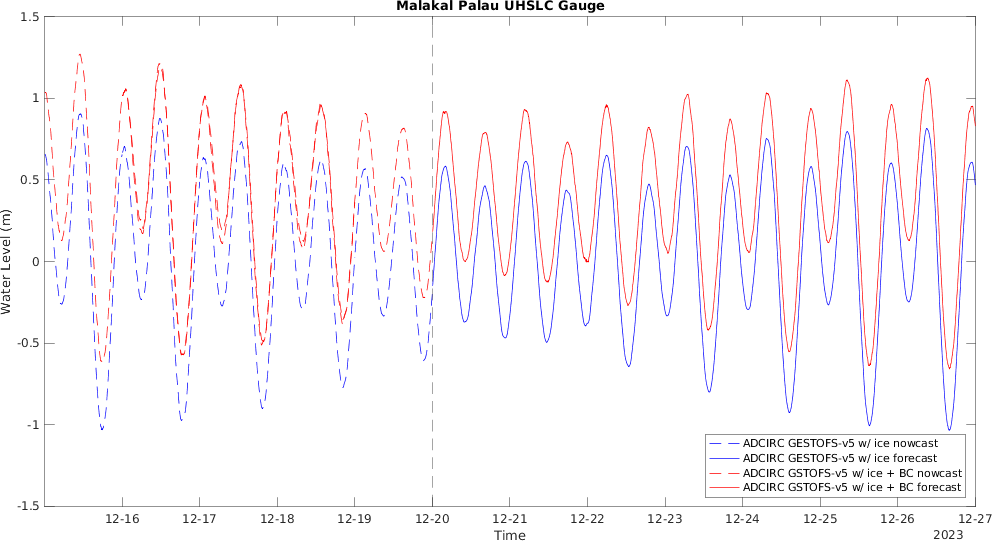 Malakal Palau UHSLC Gauge
1.5
1
0.5
0
-0.5
-1
-1.5
Water Level (m)
ADCIRC GESTOFS-v5 w/ ice nowcast
ADCIRC GESTOFS-v5 w/ ice forecast
ADCIRC GSTOFS-v5 w/ ice + BC nowcast
ADCIRC GSTOFS-v5 w/ ice + BC forecast
12-16 12-17 12-18 12-19 12-20 12-21 12-22 12-23 12-24 12-25 12-26 12-27
Time
2023